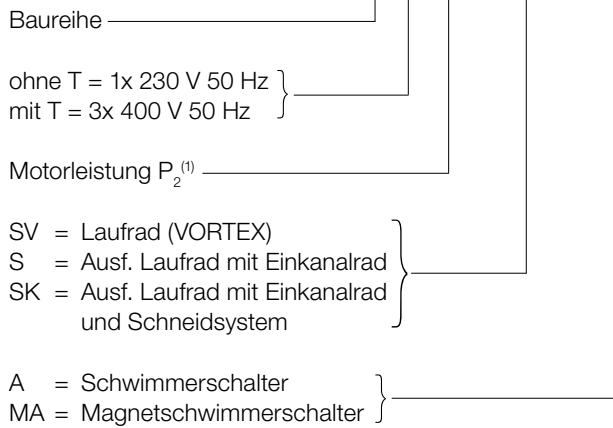 Baureihe
ohne T = 1x 230 V 50 Hz
mit T = 3x 400 V 50 Hz
Motorleistung P₂⁽¹⁾
SV = Laufrad (VORTEX)
S = Ausf. Laufrad mit Einkanalrad
SK = Ausf. Laufrad mit Einkanalrad
und Schneidsystem
A = Schwimmerschalter
MA = Magnetschwimmerschalter